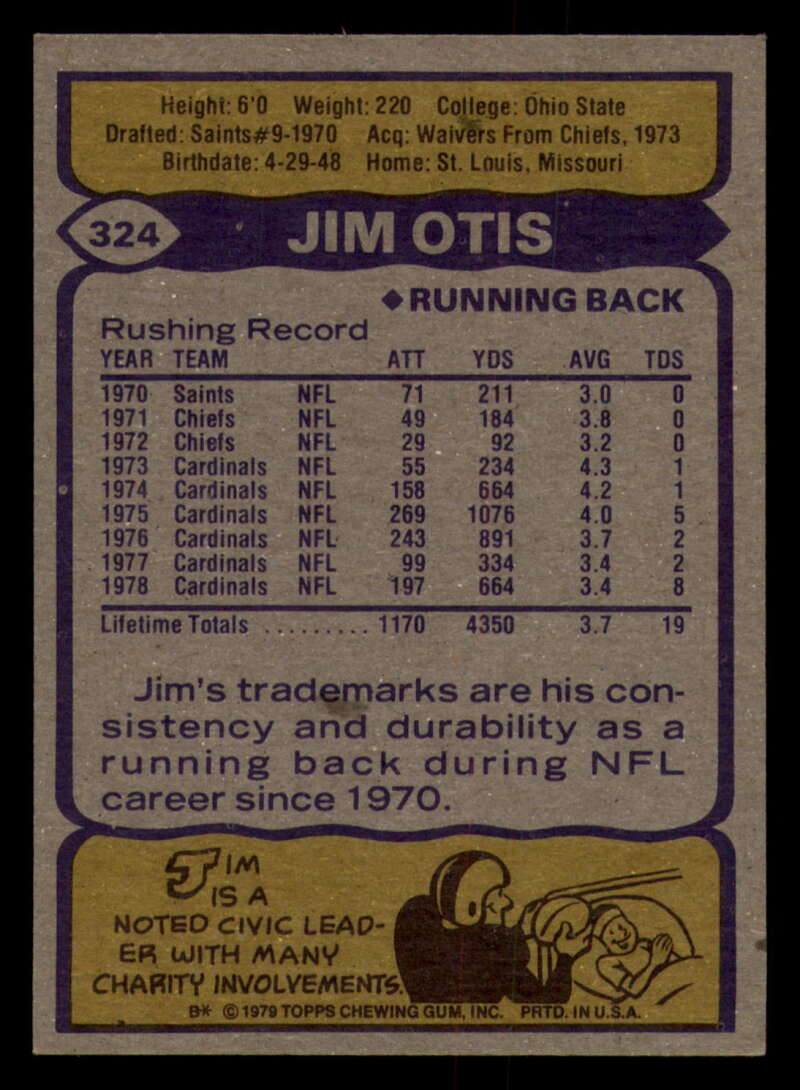 Height: 6'0 Weight: 220 College: Ohio State
Drafted: Saints#9-1970 Acq: Waivers From Chiefs, 1973
Birthdate: 4-29-48 Home: St. Louis, Missouri
324 JIM OTIS
◆RUNNING BACK
Rushing Record
YEAR TEAM ATT YDS AVG TDS
1970 Saints NFL 71 211 3.0 0
1971 Chiefs NFL 49 184 3.8 0
1972 Chiefs NFL 29 92 3.2 0
1973 Cardinals NFL 55 234 4.3 1
1974 Cardinals NFL 158 664 4.2 1
1975 Cardinals NFL 269 1076 4.0 5
1976 Cardinals NFL 243 891 3.7 2
1977 Cardinals NFL 99 334 3.4 2
1978 Cardinals NFL 197 664 3.4 8
Lifetime Totals ......... 1170 4350 3.7 19
Jim's trademarks are his con-
sistency and durability as a
running back during NFL
career since 1970.
JIM
IS A
NOTED CIVIC LEAD-
ER WITH MANY
CHARITY INVOLVEMENTS.
B* © 1979 TOPPS CHEWING GUM, INC. PRTD. IN U.S.A.